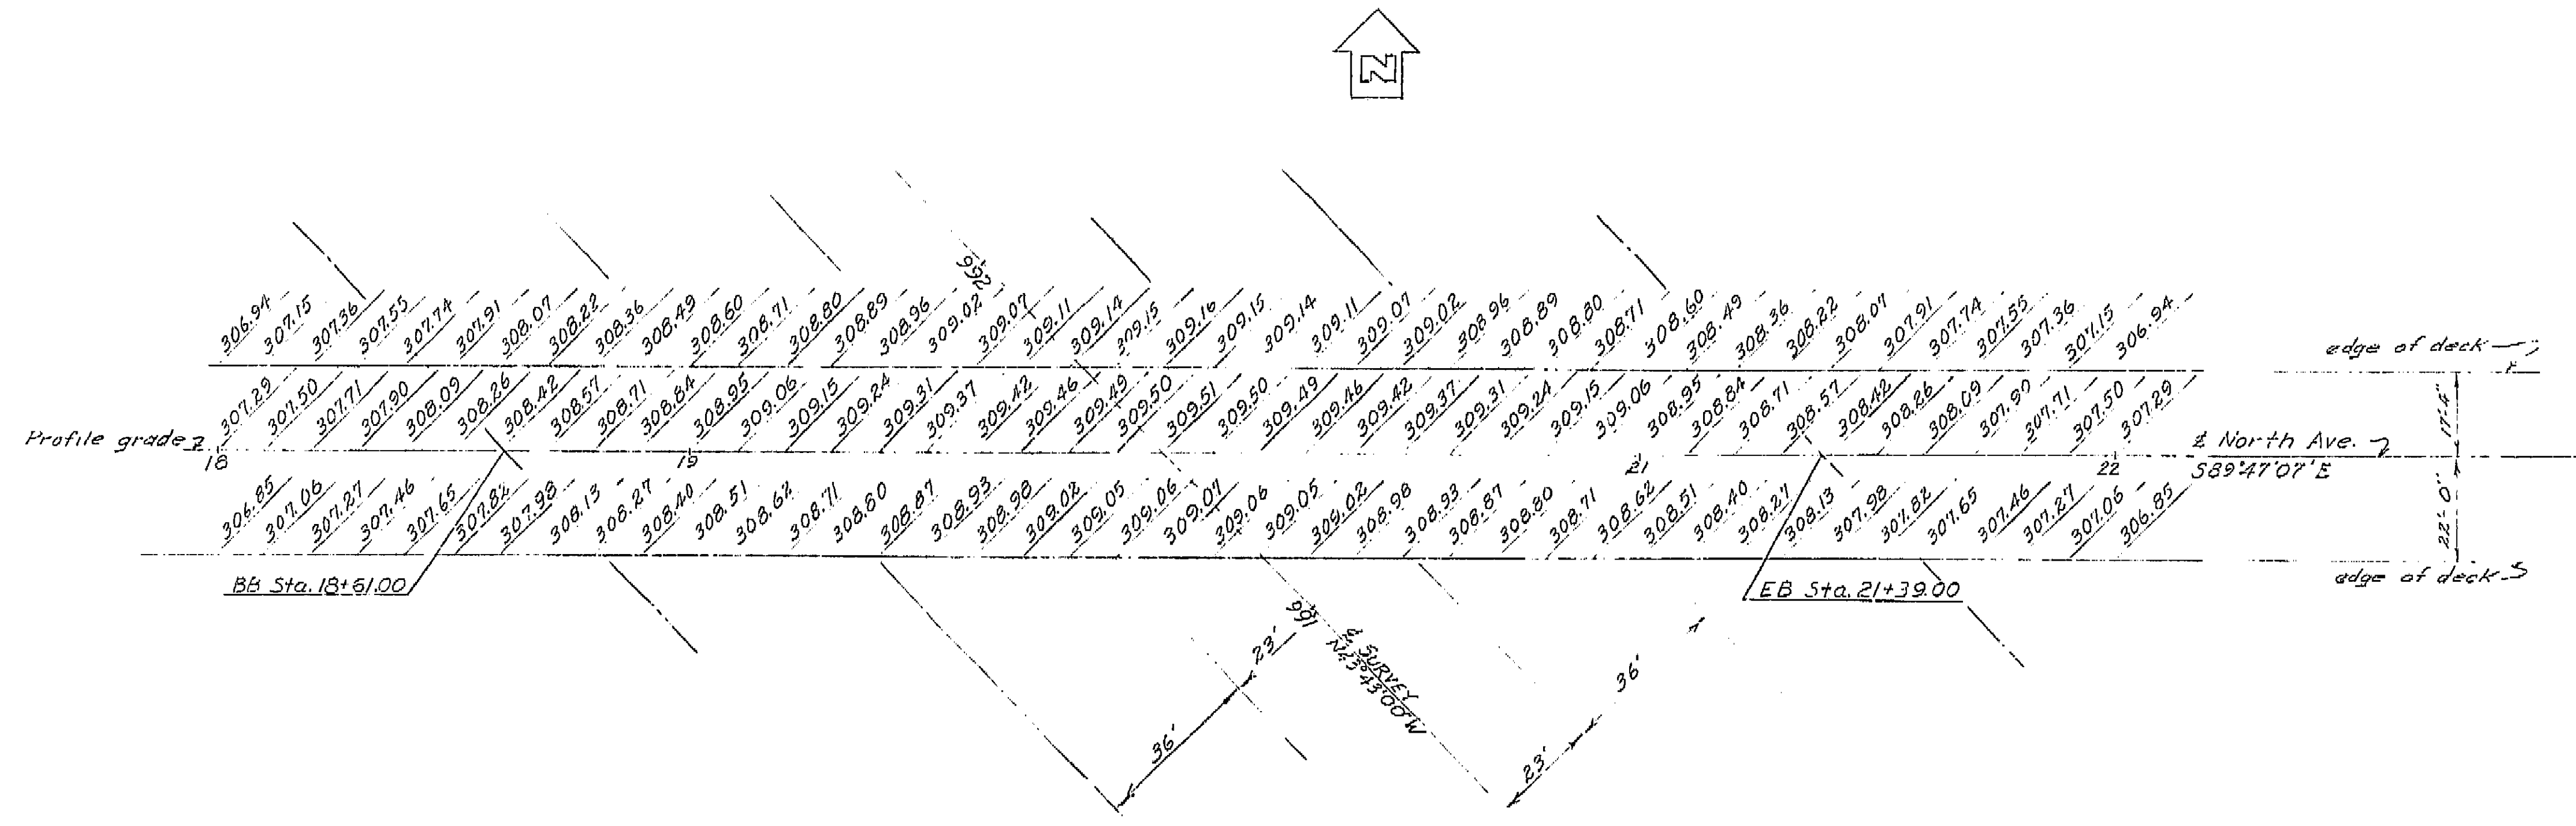 N
992
306.94 307.15 307.36 307.55 307.74 307.91 308.07 308.22 308.36 308.49 308.60 308.71 308.80 308.89 308.96 309.02 309.07 309.11 309.14 309.15 309.16 309.15 309.14 309.11 309.07 309.02 308.96 308.89 308.80 308.71 308.60 308.49 308.36 308.22 308.07 307.91 307.74 307.55 307.36 307.15 306.94
edge of deck
307.29 307.50 307.71 307.90 308.09 308.26 308.42 308.57 308.71 308.84 308.95 309.06 309.15 309.24 309.31 309.37 309.42 309.46 309.49 309.50 309.51 309.50 309.49 309.46 309.42 309.37 309.31 309.24 309.15 309.06 308.95 308.84 308.71 308.57 308.42 308.26 308.09 307.90 307.71 307.50 307.29
17'-4"
Profile grade
℄ North Ave.
18 19 21 22
S89°47'07"E
306.85 307.06 307.27 307.46 307.65 307.82 307.98 308.13 308.27 308.40 308.51 308.62 308.71 308.80 308.87 308.93 308.98 309.02 309.05 309.06 309.07 309.06 309.05 309.02 308.98 308.93 308.87 308.80 308.71 308.62 308.51 308.40 308.27 308.13 307.98 307.82 307.65 307.46 307.27 307.06 306.85
22'-0"
BB Sta. 18+61.00
EB Sta. 21+39.00
edge of deck
991
℄ SURVEY
N43°43'00"W
23'
36'
36'
23'